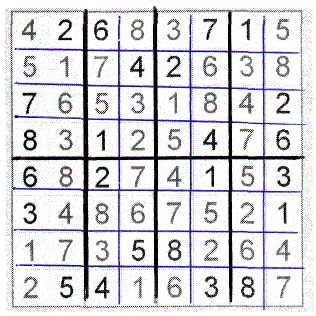 4 2 6 8 3 7 1 5
5 1 7 4 2 6 3 8
7 6 5 3 1 8 4 2
8 3 1 2 5 4 7 6
6 8 2 7 4 1 5 3
3 4 8 6 7 5 2 1
1 7 3 5 8 2 6 4
2 5 4 1 6 3 8 7